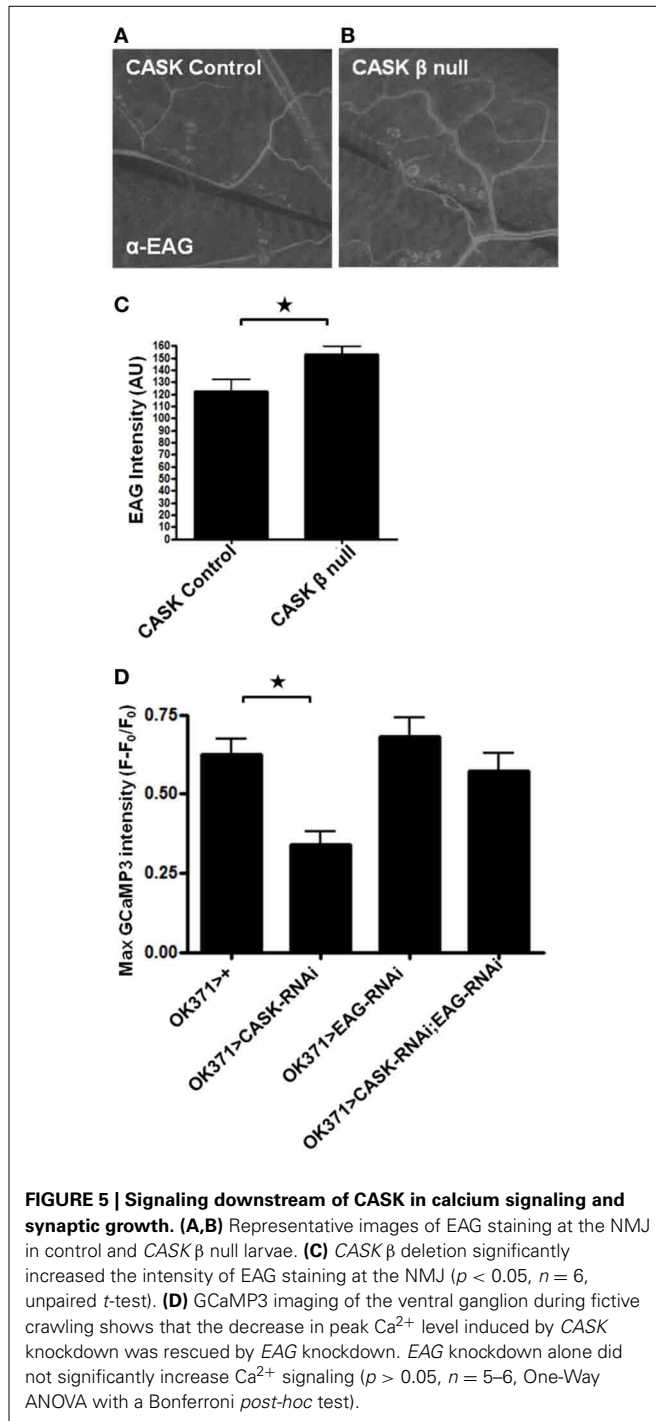 A
B
CASK Control
CASK β null
α-EAG
C
★
EAG Intensity (AU)
160
150
140
130
120
110
100
90
80
70
60
50
40
30
20
10
0
CASK Control
CASK β null
D
★
Max GCaMP3 intensity (F-F₀/F₀)
0.75
0.50
0.25
0.00
OK371>+
OK371>CASK-RNAi
OK371>EAG-RNAi
OK371>CASK-RNAi;EAG-RNAi
FIGURE 5 | Signaling downstream of CASK in calcium signaling and
synaptic growth. (A,B) Representative images of EAG staining at the NMJ
in control and CASK β null larvae. (C) CASK β deletion significantly
increased the intensity of EAG staining at the NMJ (p < 0.05, n = 6,
unpaired t-test). (D) GCaMP3 imaging of the ventral ganglion during fictive
crawling shows that the decrease in peak Ca²⁺ level induced by CASK
knockdown was rescued by EAG knockdown. EAG knockdown alone did
not significantly increase Ca²⁺ signaling (p > 0.05, n = 5–6, One-Way
ANOVA with a Bonferroni post-hoc test).